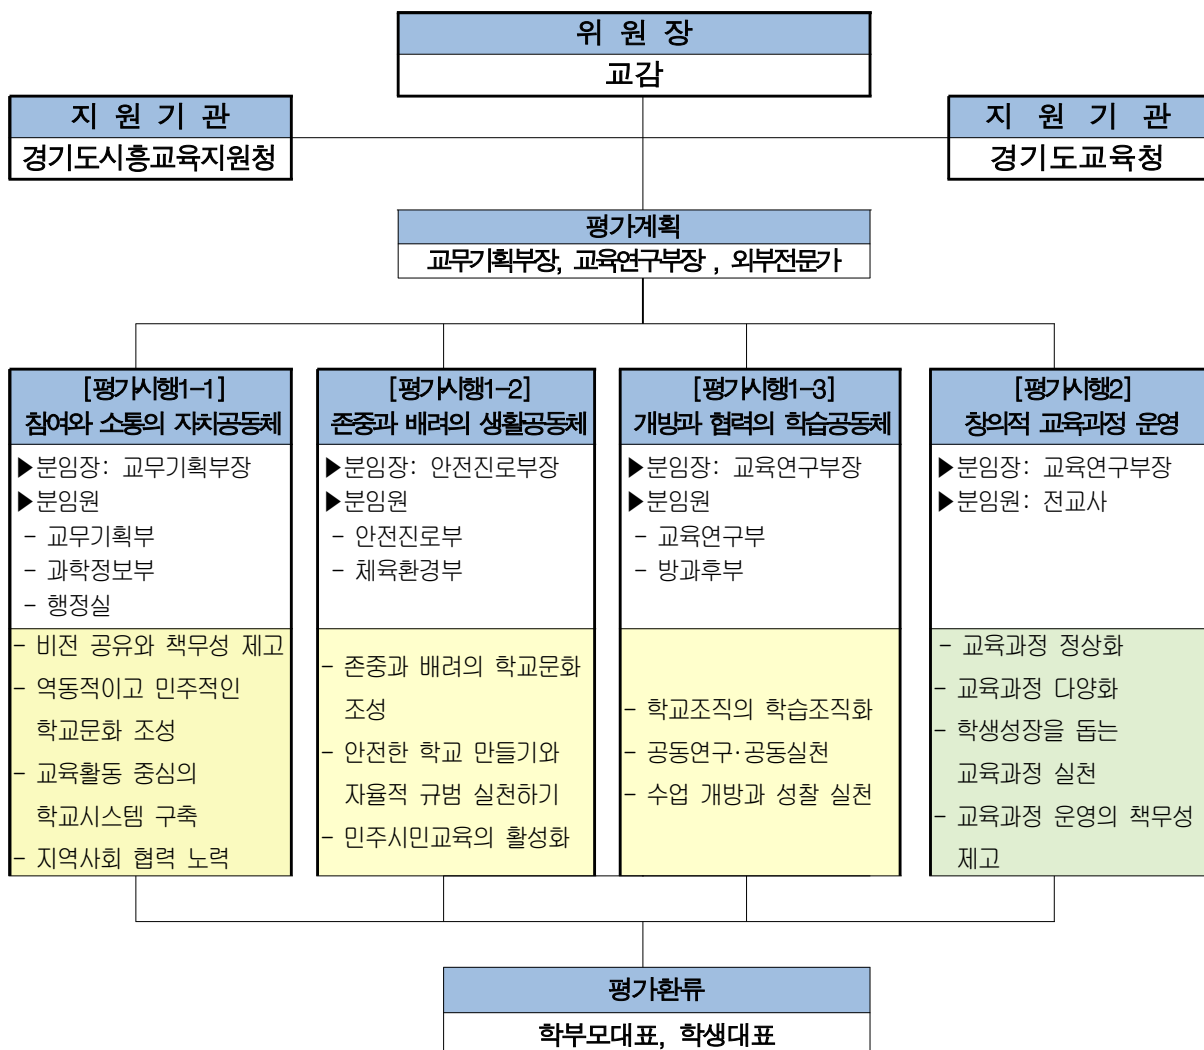 위 원 장
교감
지 원 기 관
경기도시흥교육지원청
지 원 기 관
경기도교육청
평가계획
교무기획부장, 교육연구부장 , 외부전문가
[평가시행1-1]
참여와 소통의 자치공동체
▶분임장: 교무기획부장
▶분임원
- 교무기획부
- 과학정보부
- 행정실
- 비전 공유와 책무성 제고
- 역동적이고 민주적인
학교문화 조성
- 교육활동 중심의
학교시스템 구축
- 지역사회 협력 노력
[평가시행1-2]
존중과 배려의 생활공동체
▶분임장: 안전진로부장
▶분임원
- 안전진로부
- 체육환경부
- 존중과 배려의 학교문화
조성
- 안전한 학교 만들기와
자율적 규범 실천하기
- 민주시민교육의 활성화
[평가시행1-3]
개방과 협력의 학습공동체
▶분임장: 교육연구부장
▶분임원
- 교육연구부
- 방과후부
- 학교조직의 학습조직화
- 공동연구·공동실천
- 수업 개방과 성찰 실천
[평가시행2]
창의적 교육과정 운영
▶분임장: 교육연구부장
▶분임원: 전교사
- 교육과정 정상화
- 교육과정 다양화
- 학생성장을 돕는
교육과정 실천
- 교육과정 운영의 책무성
제고
평가환류
학부모대표, 학생대표